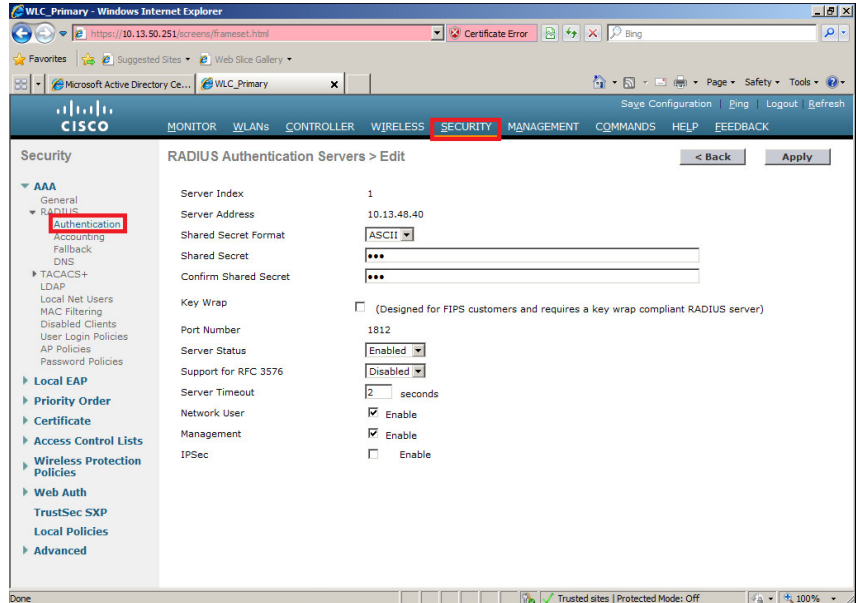 WLC_Primary - Windows Internet Explorer
https://10.13.50.251/screens/frameset.html
Certificate Error
Bing
Favorites
Suggested Sites
Web Slice Gallery
Microsoft Active Directory Ce...
WLC_Primary
Page
Safety
Tools
Save Configuration | Ping | Logout | Refresh
CISCO
MONITOR WLANs CONTROLLER WIRELESS SECURITY MANAGEMENT COMMANDS HELP FEEDBACK
Security
AAA
General
RADIUS
Authentication
Accounting
Fallback
DNS
TACACS+
LDAP
Local Net Users
MAC Filtering
Disabled Clients
User Login Policies
AP Policies
Password Policies
Local EAP
Priority Order
Certificate
Access Control Lists
Wireless Protection
Policies
Web Auth
TrustSec SXP
Local Policies
Advanced
RADIUS Authentication Servers > Edit
< Back
Apply
Server Index 1
Server Address 10.13.48.40
Shared Secret Format ASCII
Shared Secret •••
Confirm Shared Secret •••
Key Wrap (Designed for FIPS customers and requires a key wrap compliant RADIUS server)
Port Number 1812
Server Status Enabled
Support for RFC 3576 Disabled
Server Timeout 2 seconds
Network User Enable
Management Enable
IPSec Enable
Done
Trusted sites | Protected Mode: Off
100%